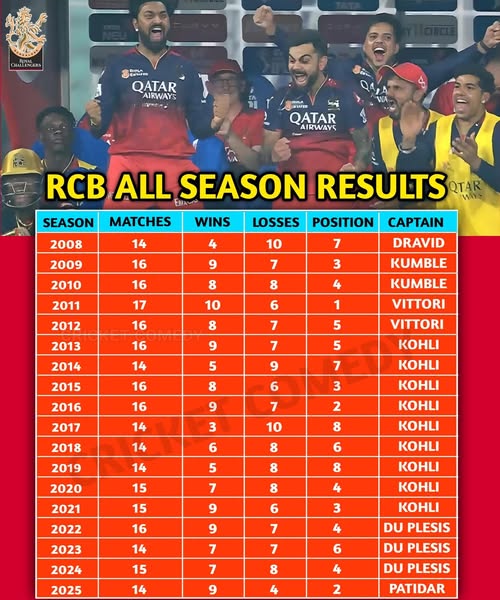 ROYAL
CHALLENGERS
QATAR
AIRWAYS
QATAR
AIRWAYS
QTAR
RCB ALL SEASON RESULTS
SEASON MATCHES WINS LOSSES POSITION CAPTAIN
2008 14 4 10 7 DRAVID
2009 16 9 7 3 KUMBLE
2010 16 8 8 4 KUMBLE
2011 17 10 6 1 VITTORI
2012 16 8 7 5 VITTORI
2013 16 9 7 5 KOHLI
2014 14 5 9 KOHLI
2015 16 8 6 3 KOHLI
2016 16 9 7 2 KOHLI
2017 14 3 10 8 KOHLI
2018 14 6 8 6 KOHLI
2019 14 5 8 8 KOHLI
2020 15 7 8 4 KOHLI
2021 15 9 6 3 KOHLI
2022 16 9 7 4 DU PLESIS
2023 14 7 7 6 DU PLESIS
2024 15 7 8 4 DU PLESIS
2025 14 9 4 2 PATIDAR
CRICKET COMEDY
CRICKET COMEDY